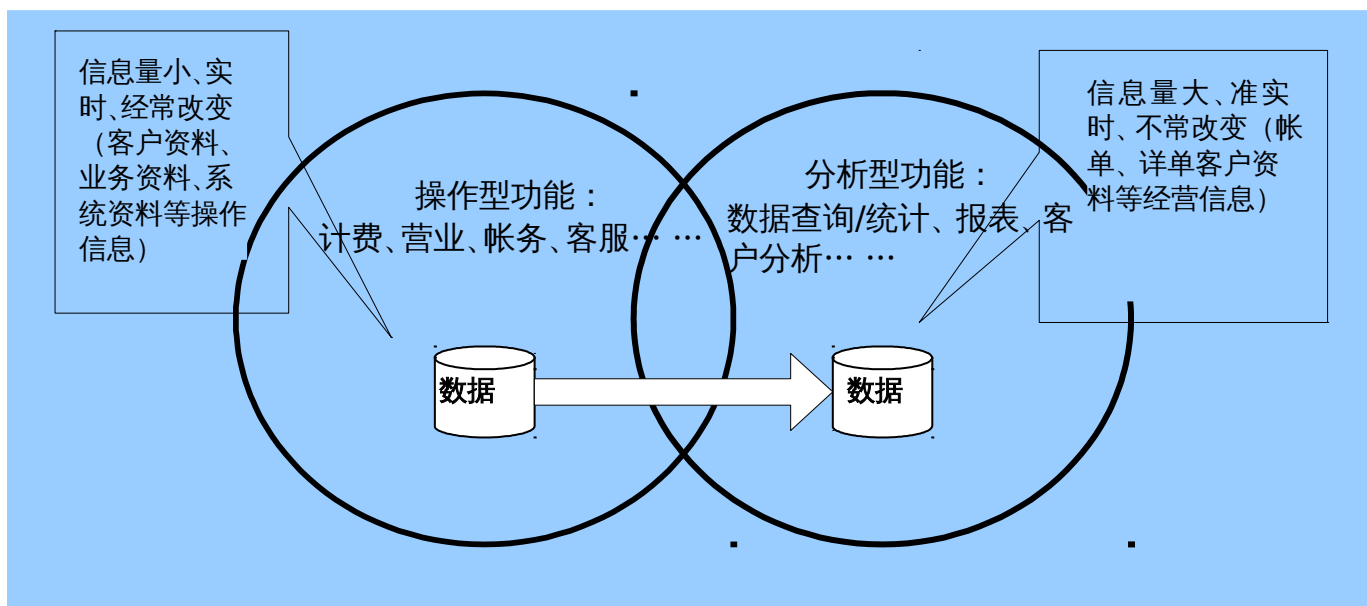 信息量小、实
时、经常改变
（客户资料、
业务资料、系
统资料等操作
信息）
操作型功能：
计费、营业、帐务、客服… …
分析型功能：
数据查询/统计、报表、客
户分析… …
信息量大、准实
时、不常改变（帐
单、详单客户资
料等经营信息）
数据
数据